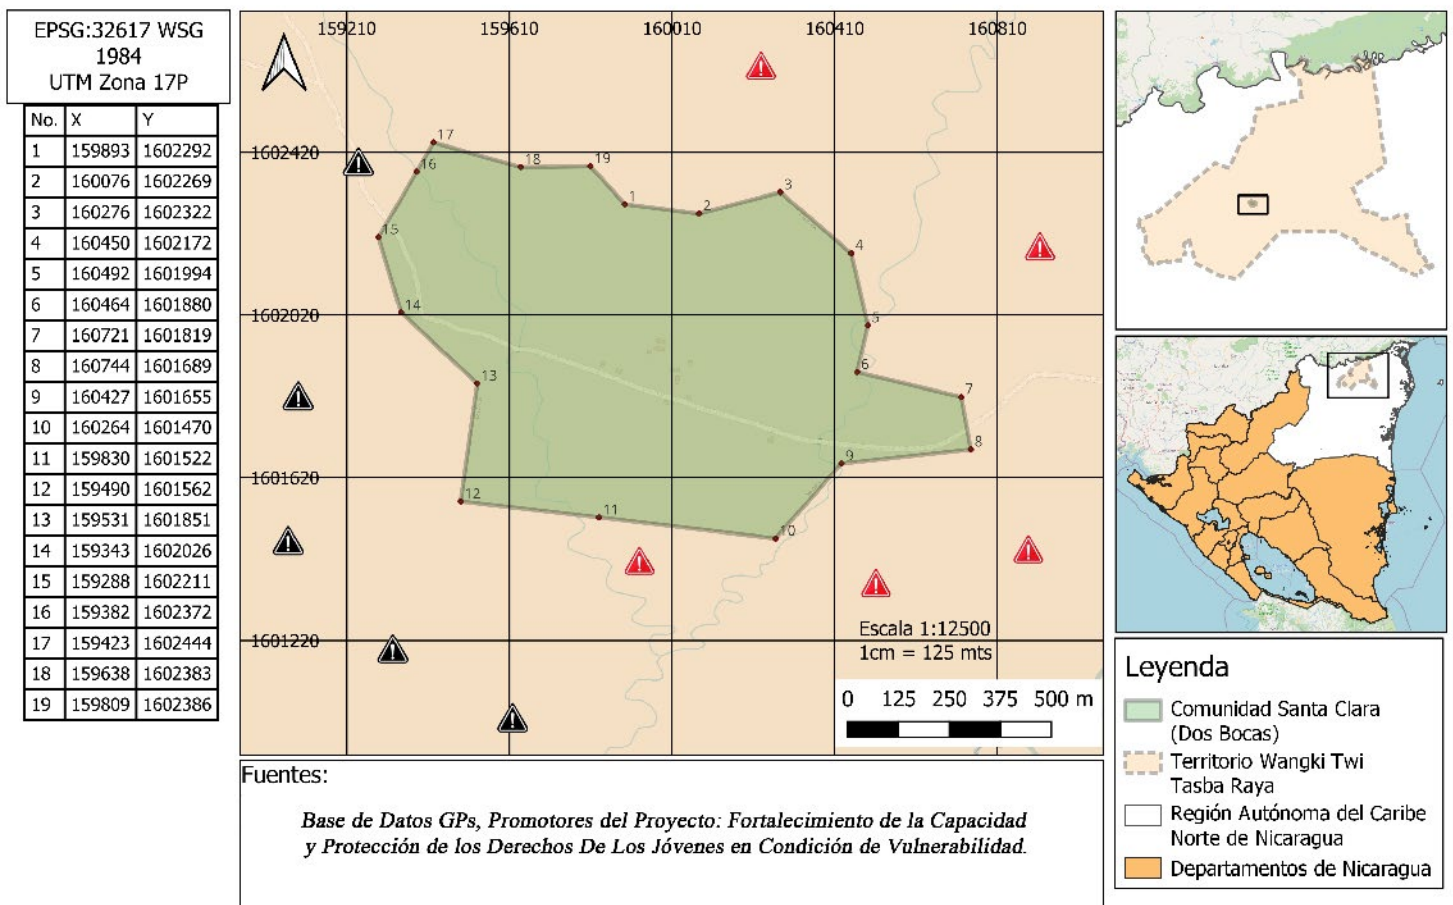 EPSG:32617 WSG
1984
UTM Zona 17P
No. X Y
1 159893 1602292
2 160076 1602269
3 160276 1602322
4 160450 1602172
5 160492 1601994
6 160464 1601880
7 160721 1601819
8 160744 1601689
9 160427 1601655
10 160264 1601470
11 159830 1601522
12 159490 1601562
13 159531 1601851
14 159343 1602026
15 159288 1602211
16 159382 1602372
17 159423 1602444
18 159638 1602383
19 159809 1602386
159210 159610 160010 160410 160810
1602420
1602020
1601620
1601220
17
18
19
16
3
1
2
15
4
14
5
6
13
7
8
9
12
11
10
Escala 1:12500
1cm = 125 mts
0 125 250 375 500 m
Fuentes:
Base de Datos GPs, Promotores del Proyecto: Fortalecimiento de la Capacidad
y Protección de los Derechos De Los Jóvenes en Condición de Vulnerabilidad.
Leyenda
Comunidad Santa Clara
(Dos Bocas)
Territorio Wangki Twi
Tasba Raya
Región Autónoma del Caribe
Norte de Nicaragua
Departamentos de Nicaragua